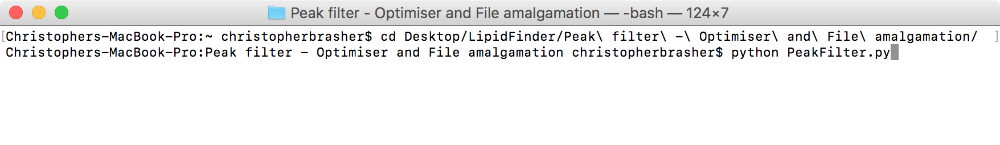 Peak filter - Optimiser and File amalgamation — -bash — 124×7
[Christophers-MacBook-Pro:~ christopherbrasher$ cd Desktop/LipidFinder/Peak\ filter\ -\ Optimiser\ and\ File\ amalgamation/ ]
Christophers-MacBook-Pro:Peak filter - Optimiser and File amalgamation christopherbrasher$ python PeakFilter.py